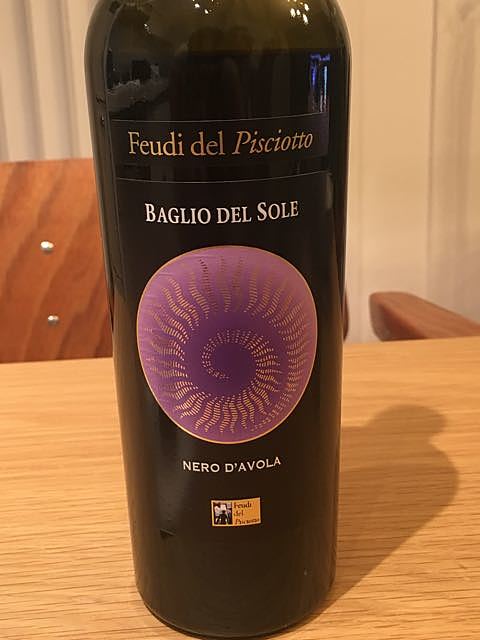 Feudi del Pisciotto
BAGLIO DEL SOLE
NERO D'AVOLA
Feudi
del
Pisciotto